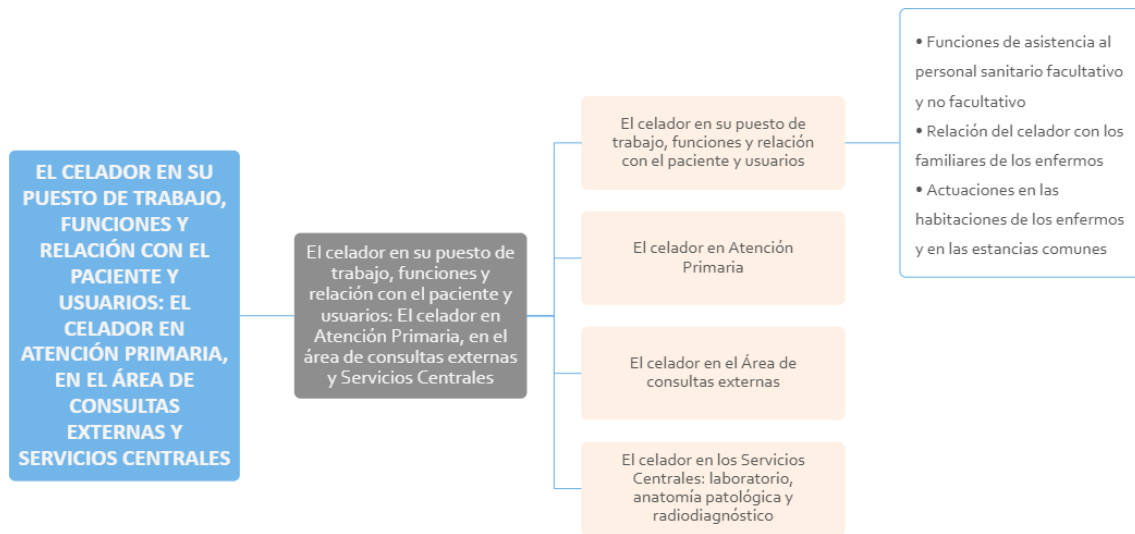 EL CELADOR EN SU
PUESTO DE TRABAJO,
FUNCIONES Y
RELACIÓN CON EL
PACIENTE Y
USUARIOS: EL
CELADOR EN
ATENCIÓN PRIMARIA,
EN EL ÁREA DE
CONSULTAS
EXTERNAS Y
SERVICIOS CENTRALES
El celador en su puesto de
trabajo, funciones y
relación con el paciente y
usuarios: El celador en
Atención Primaria, en el
área de consultas externas
y Servicios Centrales
El celador en su puesto de
trabajo, funciones y relación
con el paciente y usuarios
El celador en Atención
Primaria
El celador en el Área de
consultas externas
El celador en los Servicios
Centrales: laboratorio,
anatomía patológica y
radiodiagnóstico
• Funciones de asistencia al
personal sanitario facultativo
y no facultativo
• Relación del celador con los
familiares de los enfermos
• Actuaciones en las
habitaciones de los enfermos
y en las estancias comunes